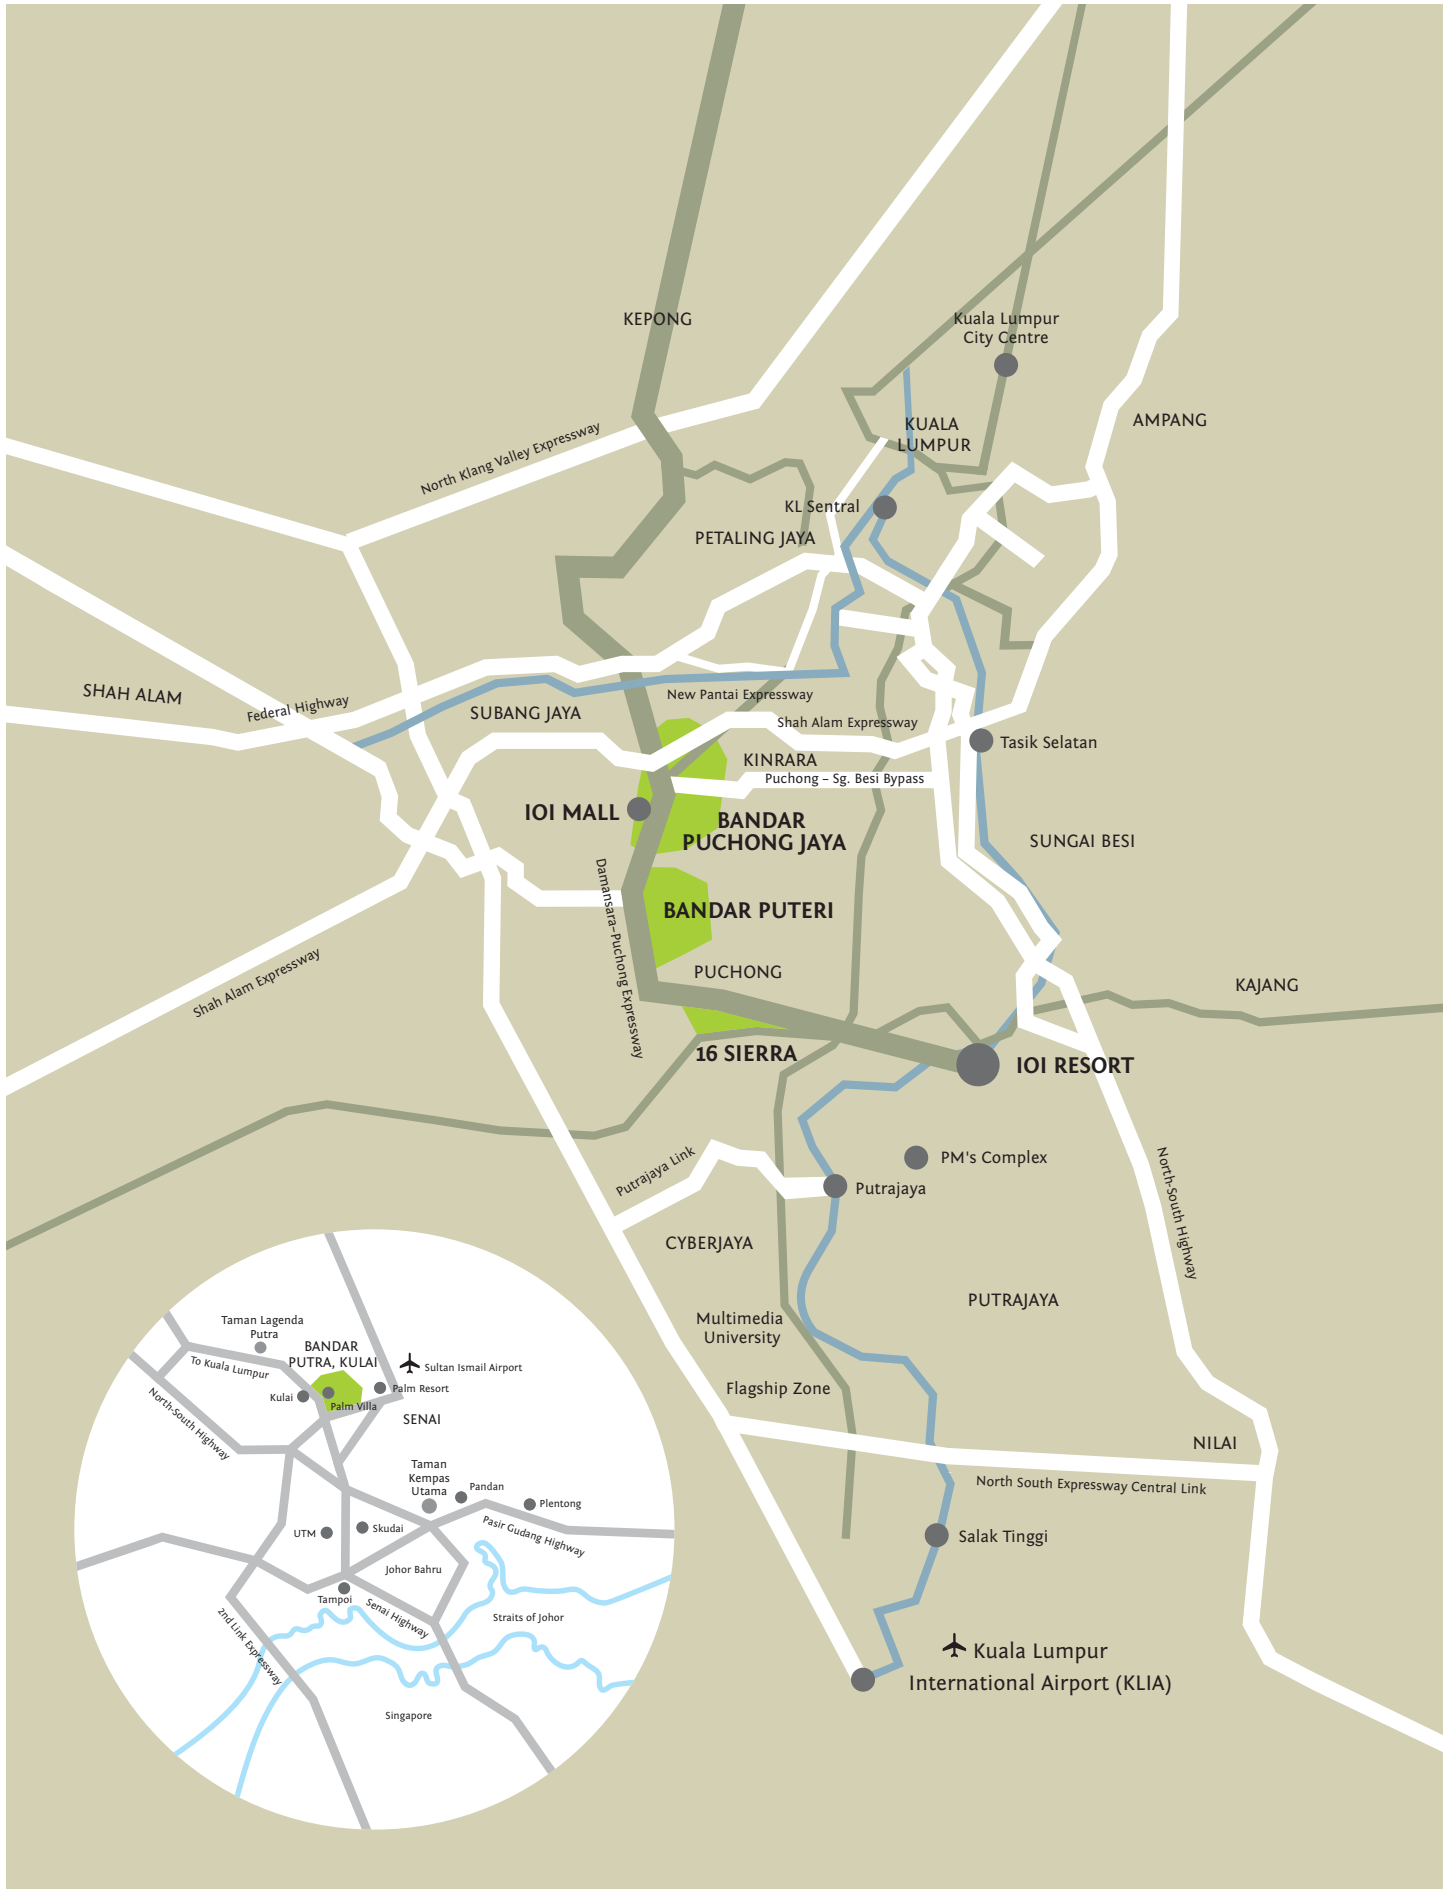 KEPONG
Kuala Lumpur
City Centre
AMPANG
KUALA
LUMPUR
North Klang Valley Expressway
KL Sentral
PETALING JAYA
SHAH ALAM
Federal Highway
SUBANG JAYA
New Pantai Expressway
Shah Alam Expressway
Tasik Selatan
KINRARA
Puchong – Sg. Besi Bypass
IOI MALL
BANDAR
PUCHONG JAYA
SUNGAI BESI
Damansara–Puchong Expressway
BANDAR PUTERI
PUCHONG
Shah Alam Expressway
KAJANG
16 SIERRA
IOI RESORT
PM's Complex
Putrajaya Link
Putrajaya
North-South Highway
CYBERJAYA
PUTRAJAYA
Multimedia
University
Flagship Zone
NILAI
North South Expressway Central Link
Salak Tinggi
Kuala Lumpur
International Airport (KLIA)
Taman Lagenda
Putra
BANDAR
PUTRA, KULAI
To Kuala Lumpur
Sultan Ismail Airport
Kulai
Palm Resort
Palm Villa
North-South Highway
SENAI
Taman
Kempas
Utama
Pandan
Plentong
UTM
Skudai
Pasir Gudang Highway
Johor Bahru
Tampoi
Senai Highway
Straits of Johor
2nd Link Expressway
Singapore